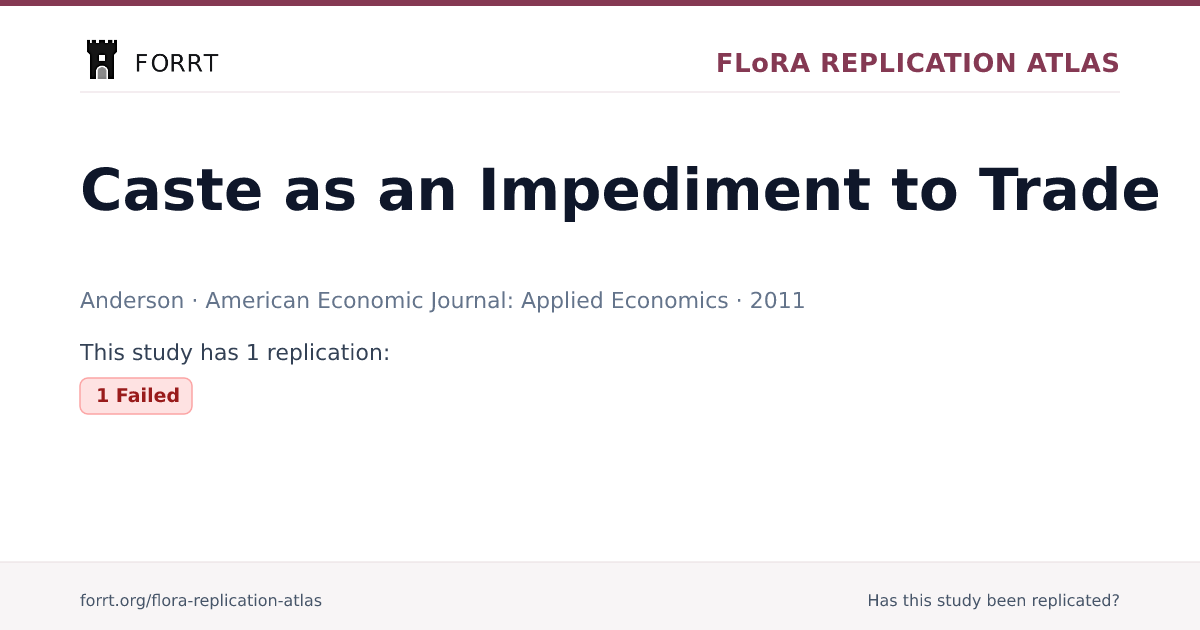 FORRT
FLoRA REPLICATION ATLAS
Caste as an Impediment to Trade
Anderson · American Economic Journal: Applied Economics · 2011
This study has 1 replication:
1 Failed
forrt.org/flora-replication-atlas
Has this study been replicated?